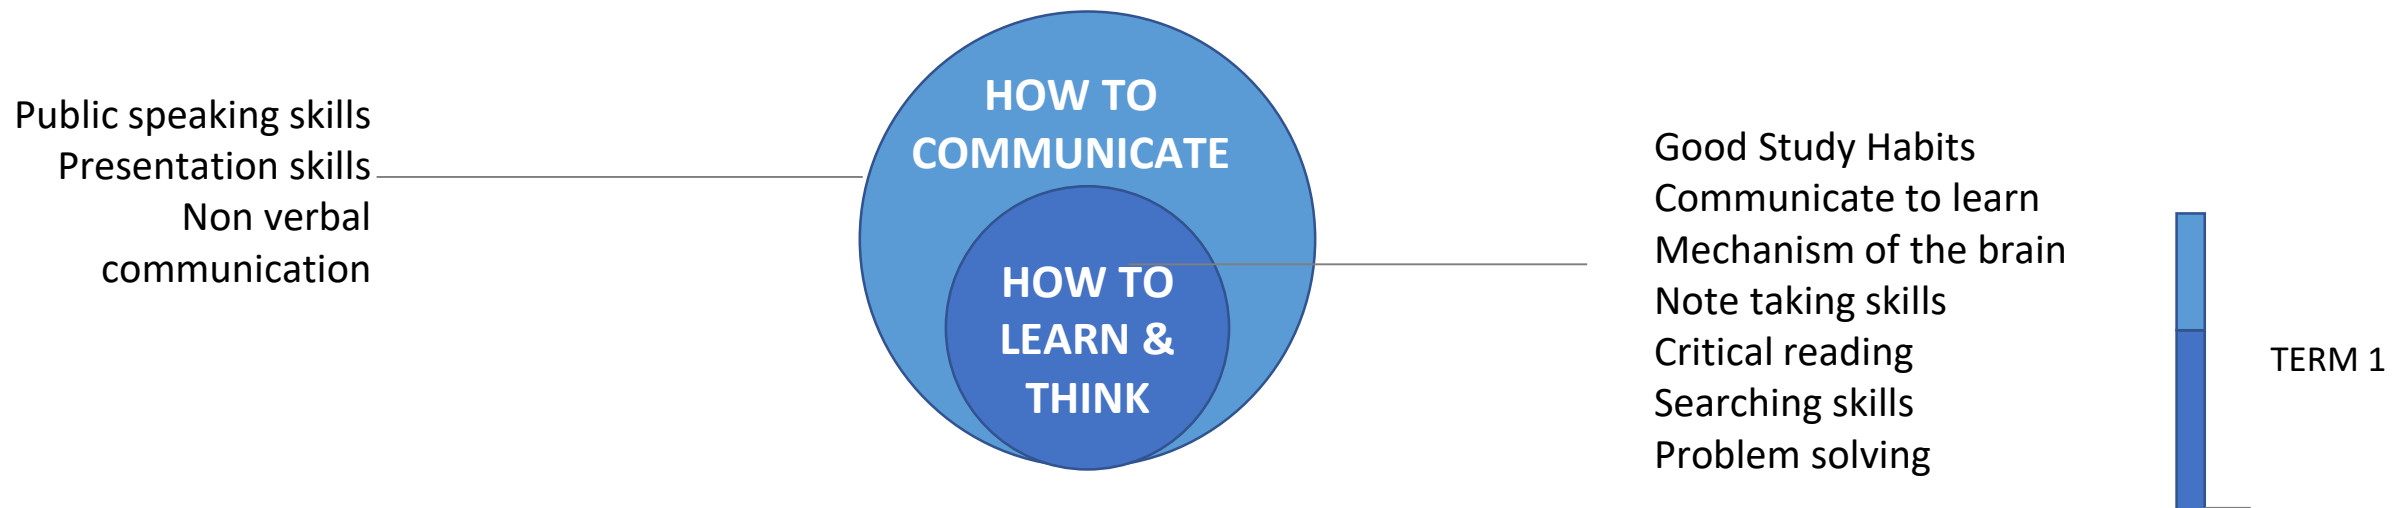 Public speaking skills
Presentation skills
Non verbal
communication
HOW TO
COMMUNICATE
HOW TO
LEARN &
THINK
Good Study Habits
Communicate to learn
Mechanism of the brain
Note taking skills
Critical reading
Searching skills
Problem solving
TERM 1